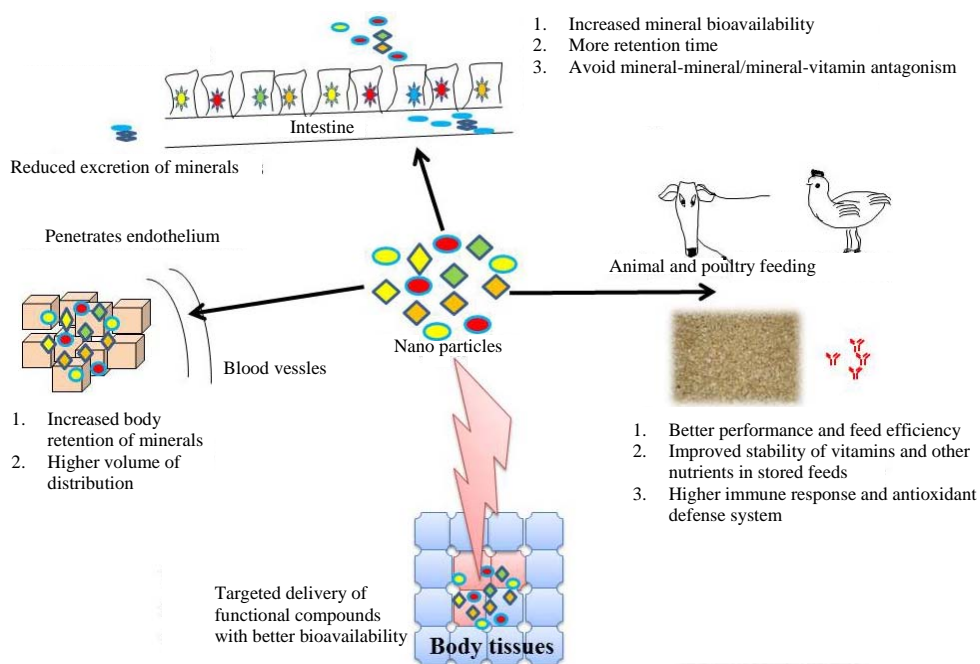 1. Increased mineral bioavailability
2. More retention time
3. Avoid mineral-mineral/mineral-vitamin antagonism
Intestine
Reduced excretion of minerals
Penetrates endothelium
Animal and poultry feeding
Nano particles
Blood vessles
1. Increased body
retention of minerals
2. Higher volume of
distribution
1. Better performance and feed efficiency
2. Improved stability of vitamins and other
nutrients in stored feeds
3. Higher immune response and antioxidant
defense system
Targeted delivery of
functional compounds
with better bioavailability
Body tissues